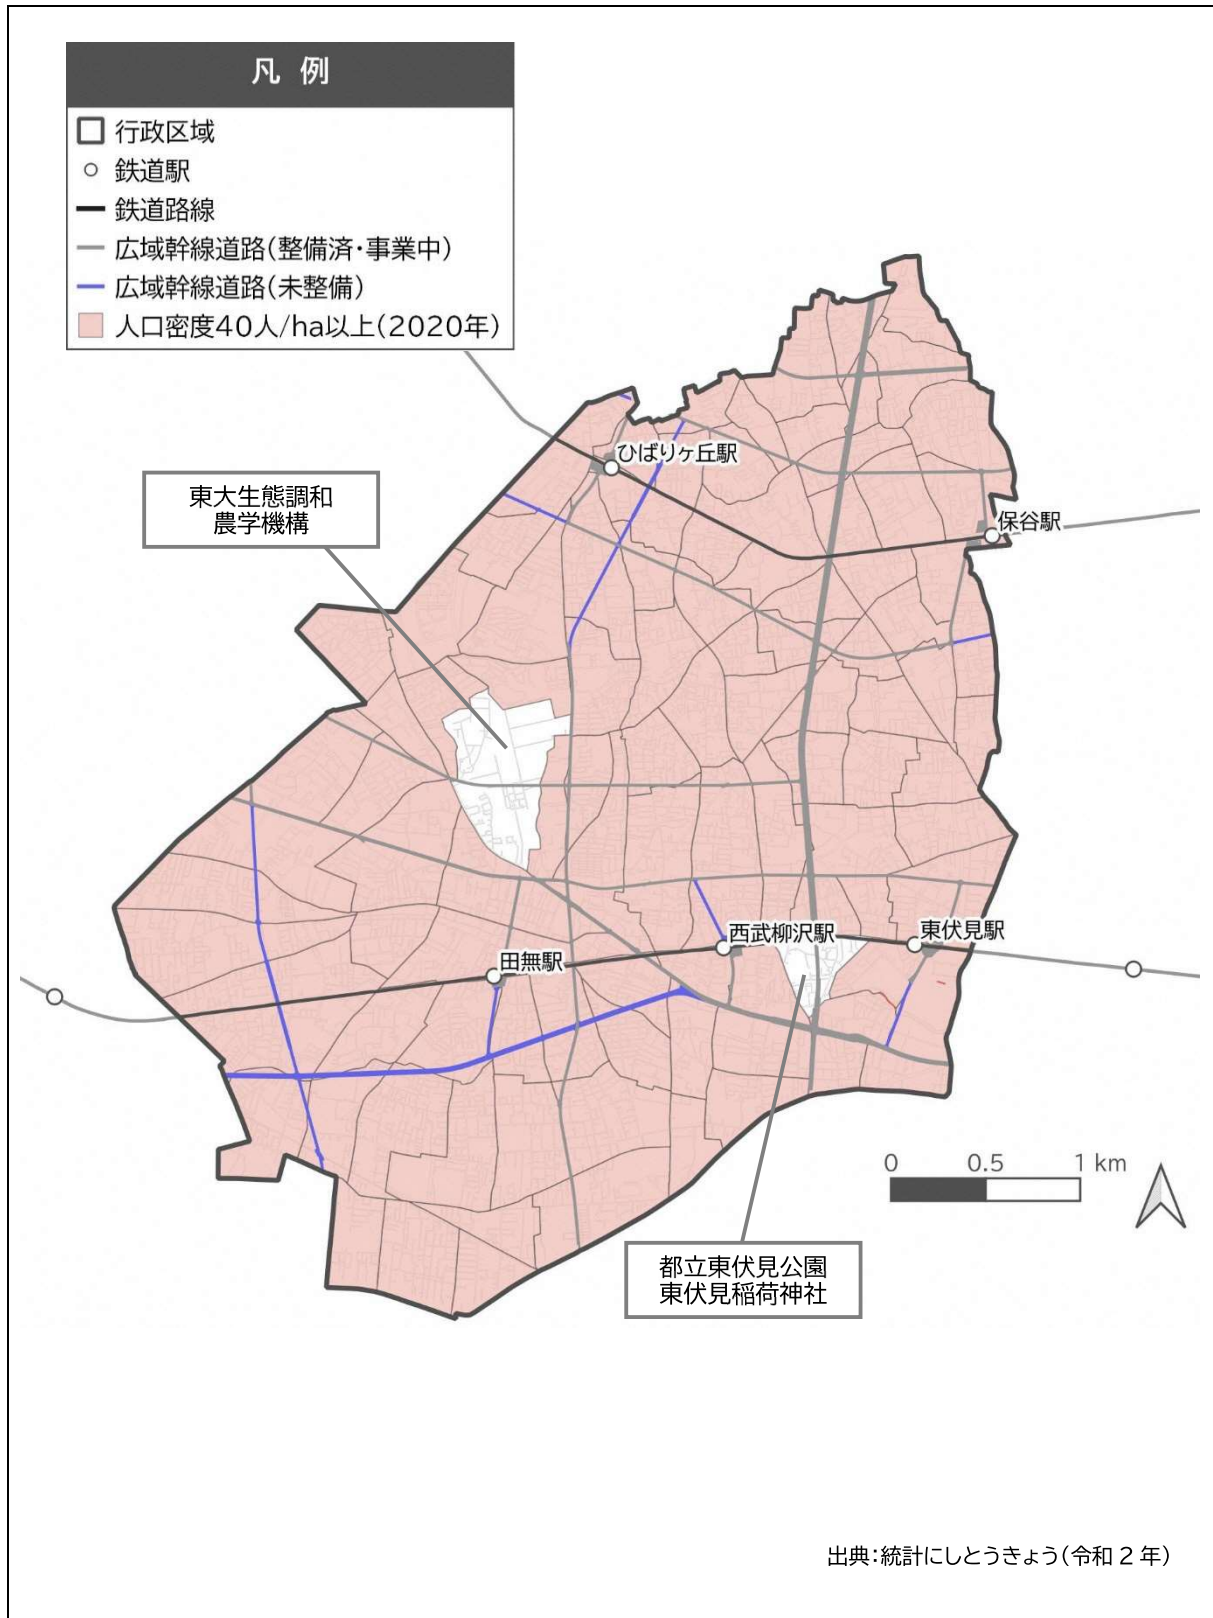 凡 例
行政区域
鉄道駅
鉄道路線
広域幹線道路(整備済・事業中)
広域幹線道路(未整備)
人口密度40人/ha以上(2020年)
ひばりヶ丘駅
東大生態調和
農学機構
保谷駅
西武柳沢駅
東伏見駅
田無駅
0 0.5 1 km
都立東伏見公園
東伏見稲荷神社
出典:統計にしとうきょう(令和 2 年)